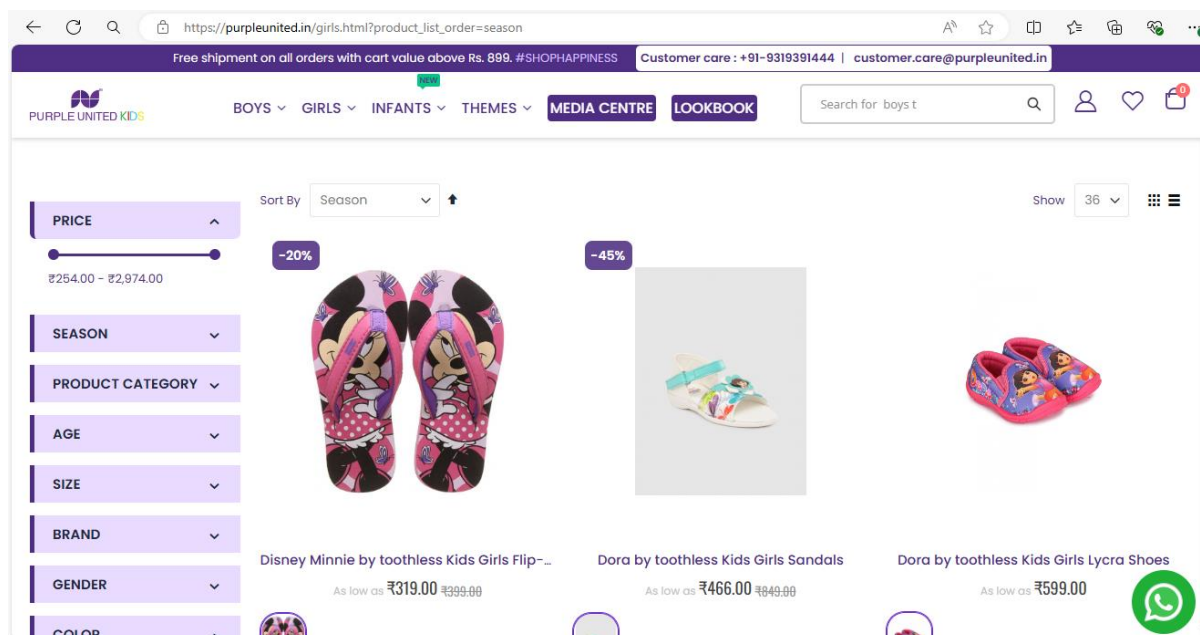 https://purpleunited.in/girls.html?product_list_order=season
Free shipment on all orders with cart value above Rs. 899. #SHOPHAPPINESS Customer care : +91-9319391444 | customer.care@purpleunited.in
NEW
PURPLE UNITED KIDS
BOYS GIRLS INFANTS THEMES MEDIA CENTRE LOOKBOOK
Search for boys t
0
Sort By Season
Show 36
PRICE
₹254.00 - ₹2,974.00
SEASON
PRODUCT CATEGORY
AGE
SIZE
BRAND
GENDER
COLOR
-20%
-45%
Disney Minnie by toothless Kids Girls Flip-...
As low as ₹319.00 ₹399.00
Dora by toothless Kids Girls Sandals
As low as ₹466.00 ₹849.00
Dora by toothless Kids Girls Lycra Shoes
As low as ₹599.00